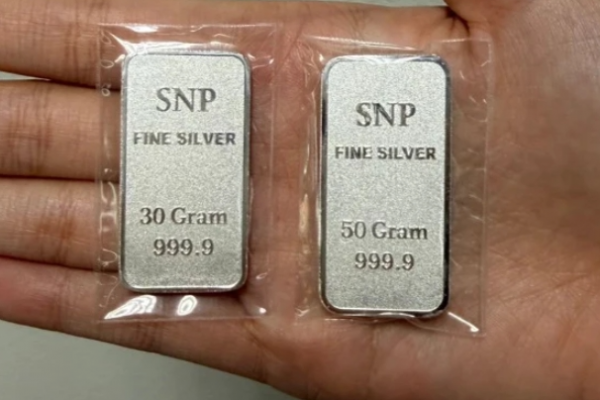 SNP
FINE SILVER
30 Gram
999.9
SNP
FINE SILVER
50 Gram
999.9